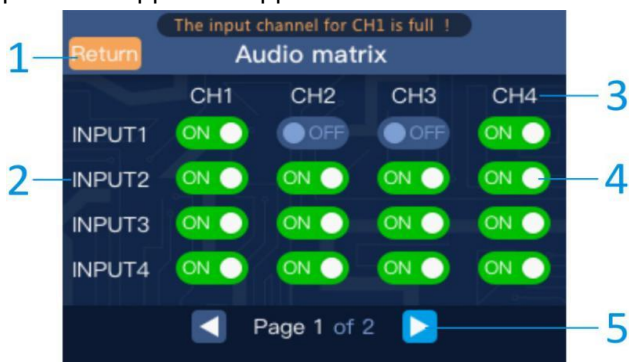 The input channel for CH1 is full !
1 Return Audio matrix
CH1 CH2 CH3 CH4 3
INPUT1 ON OFF OFF ON
2 INPUT2 ON ON ON ON 4
INPUT3 ON ON ON ON
INPUT4 ON ON ON ON
Page 1 of 2 5